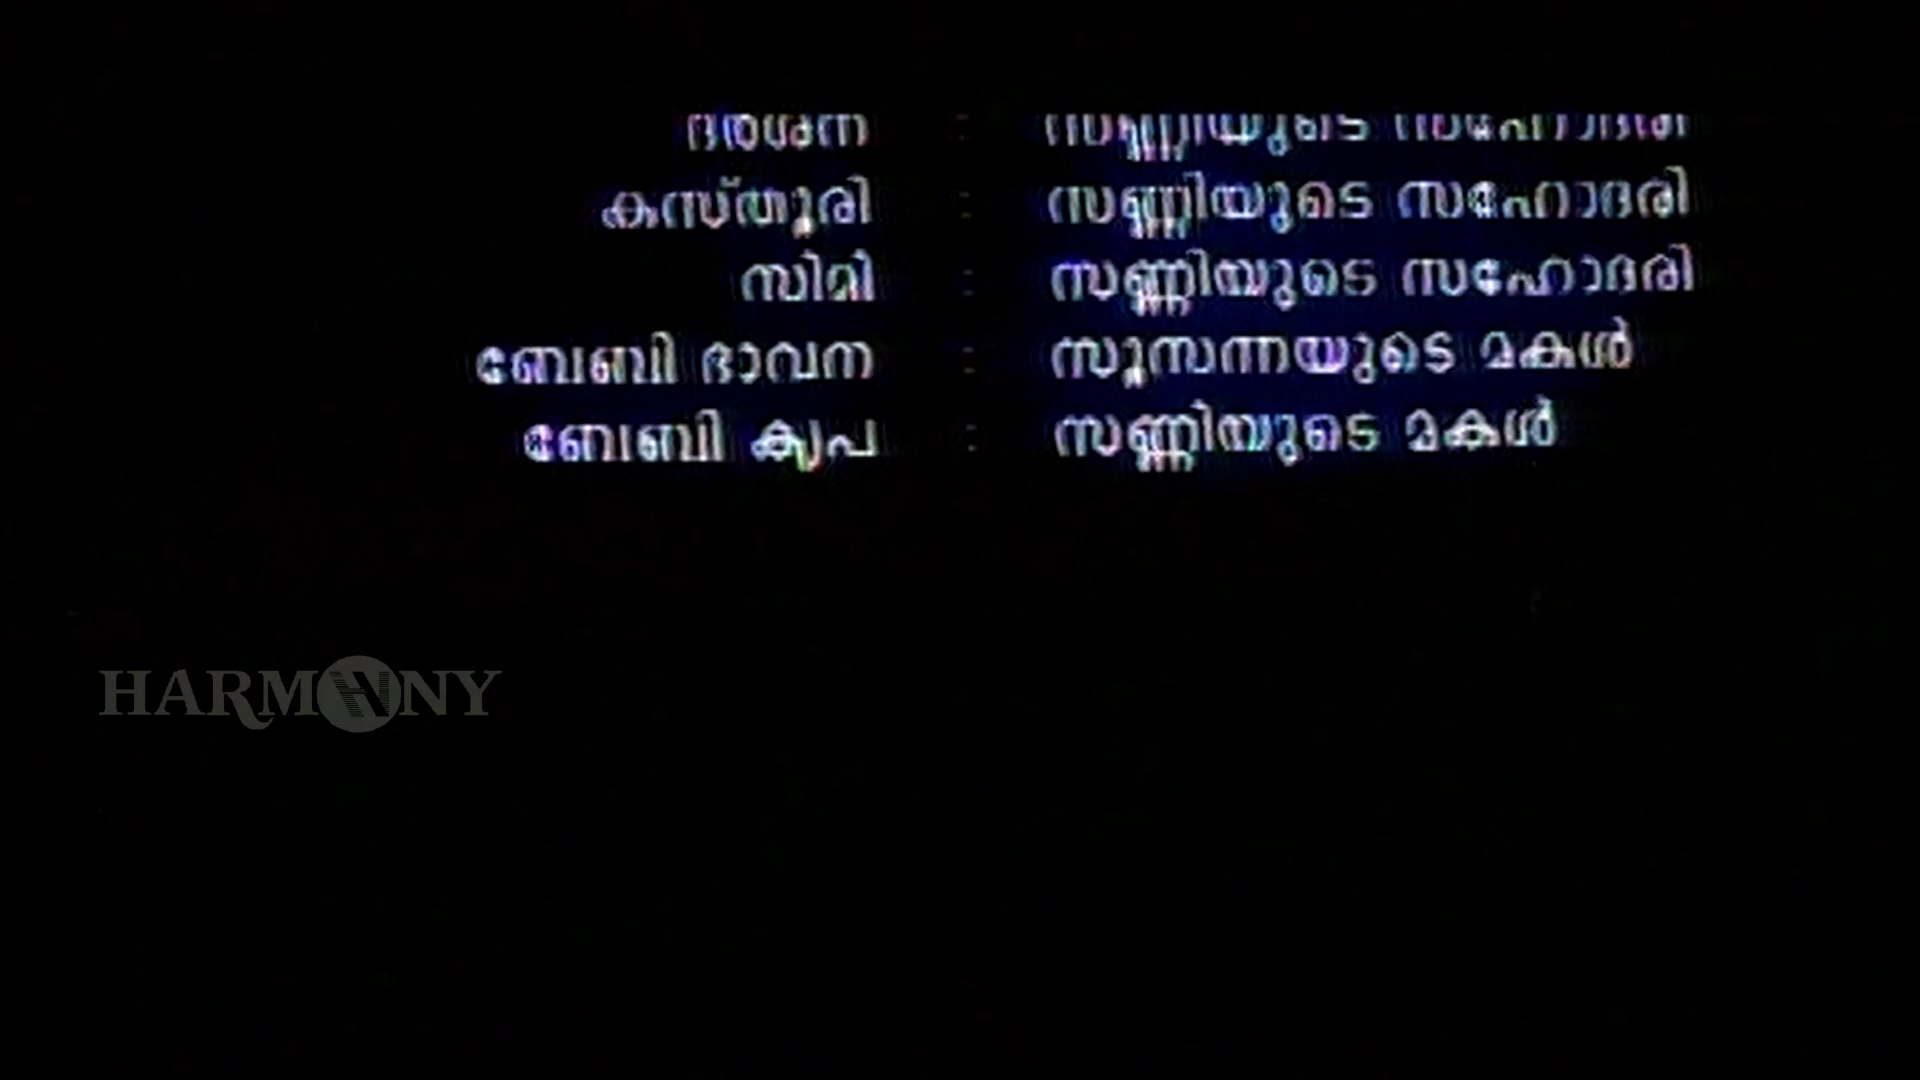 ദർശന : സണ്ണിയുടെ സഹോദരി
കസ്തൂരി : സണ്ണിയുടെ സഹോദരി
സിമി : സണ്ണിയുടെ സഹോദരി
ബേബി ഭാവന : സൂസന്നയുടെ മകൾ
ബേബി കൃപ : സണ്ണിയുടെ മകൾ
HARMONY